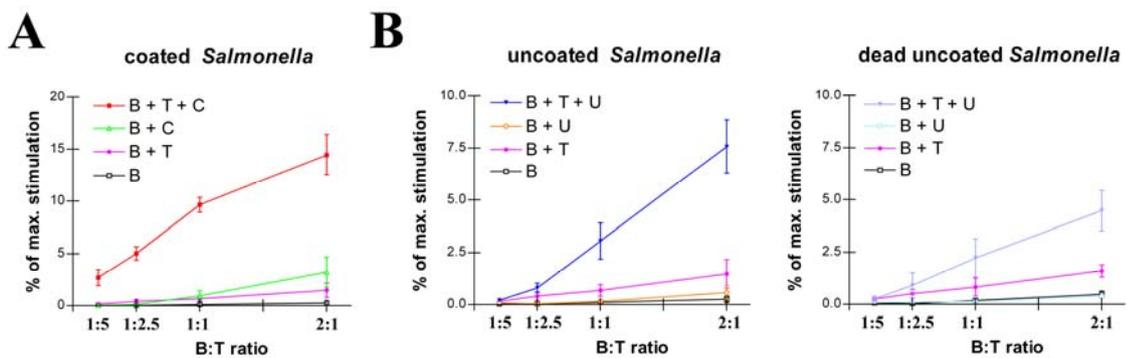 A
coated Salmonella
% of max. stimulation
20
15
10
5
0
B + T + C
B + C
B + T
B
1:5 1:2.5 1:1 2:1
B:T ratio
B
uncoated Salmonella
% of max. stimulation
10.0
7.5
5.0
2.5
0.0
B + T + U
B + U
B + T
B
1:5 1:2.5 1:1 2:1
B:T ratio
dead uncoated Salmonella
% of max. stimulation
10.0
7.5
5.0
2.5
0.0
B + T + U
B + U
B + T
B
1:5 1:2.5 1:1 2:1
B:T ratio